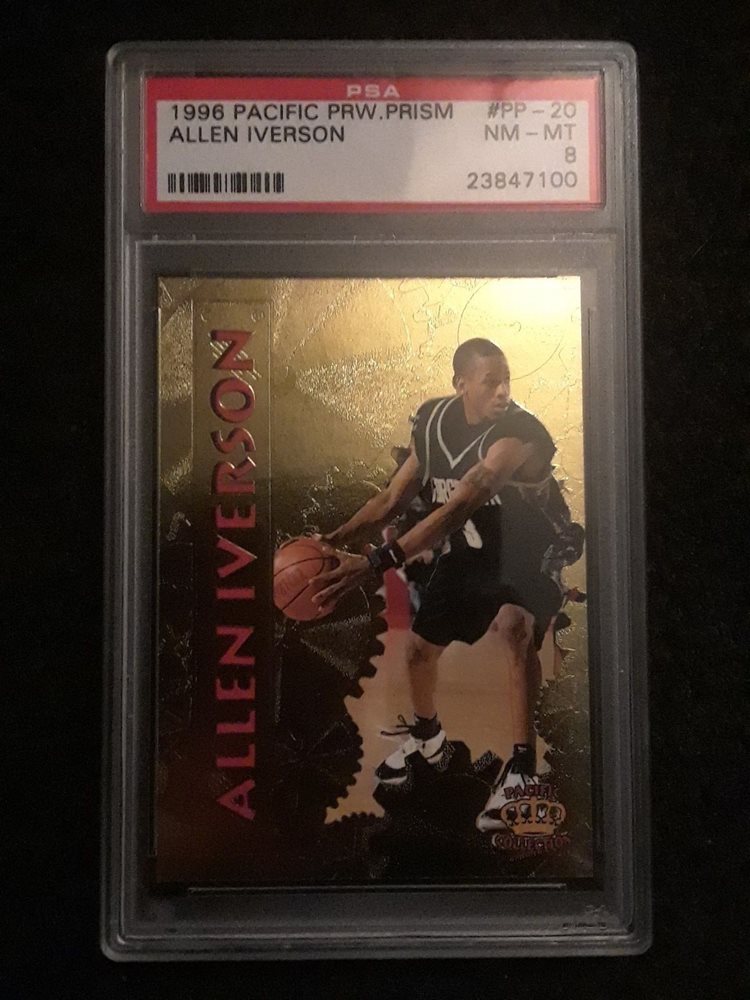 PSA
1996 PACIFIC PRW.PRISM #PP-20
ALLEN IVERSON NM-MT
8
23847100
ALLEN IVERSON
PACIFIC
COLLECTION